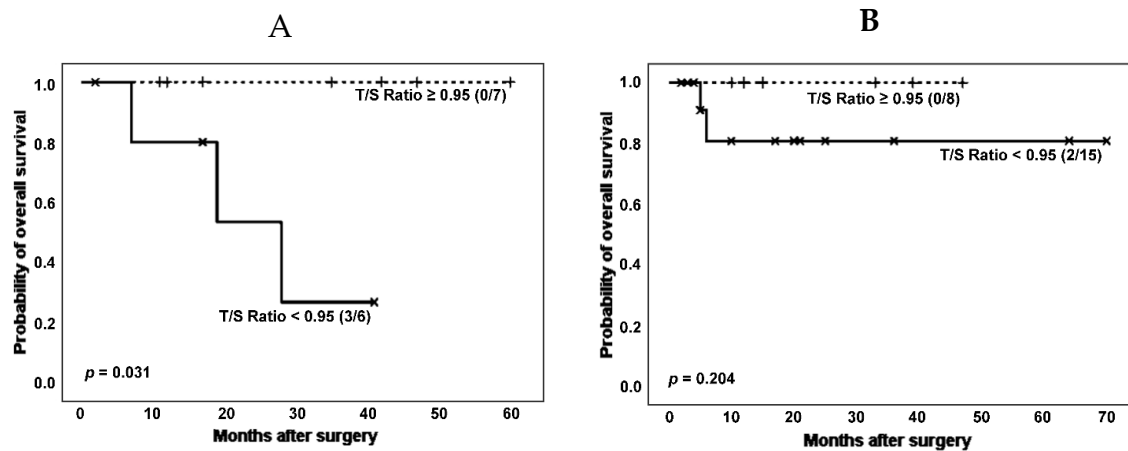 A
Probability of overall survival
1.0
0.8
0.6
0.4
0.2
0.0
T/S Ratio ≥ 0.95 (0/7)
T/S Ratio < 0.95 (3/6)
p = 0.031
0 10 20 30 40 50 60
Months after surgery
B
Probability of overall survival
1.0
0.8
0.6
0.4
0.2
0.0
T/S Ratio ≥ 0.95 (0/8)
T/S Ratio < 0.95 (2/15)
p = 0.204
0 10 20 30 40 50 60 70
Months after surgery